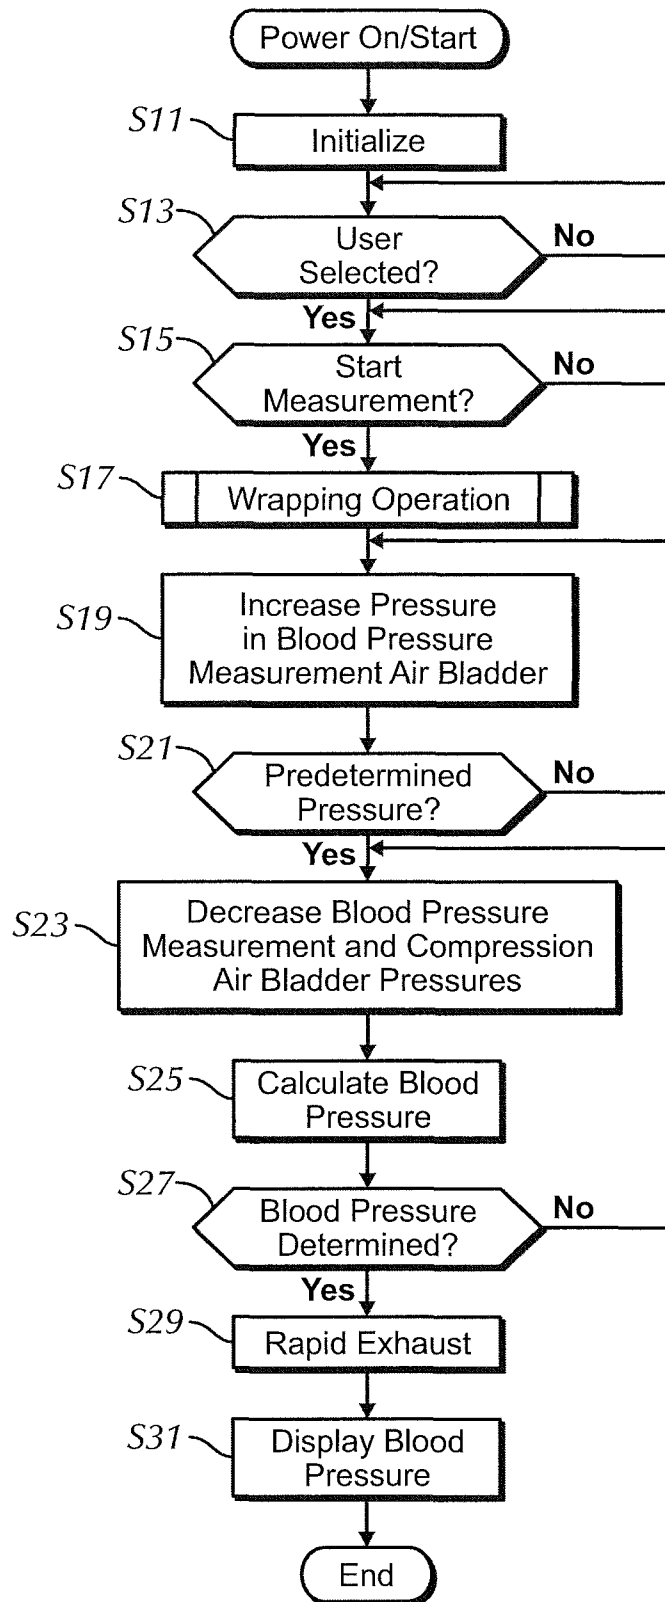 Power On/Start
S11
Initialize
S13
User
Selected?
No
Yes
S15
Start
Measurement?
No
Yes
S17
Wrapping Operation
S19
Increase Pressure
in Blood Pressure
Measurement Air Bladder
S21
Predetermined
Pressure?
No
Yes
S23
Decrease Blood Pressure
Measurement and Compression
Air Bladder Pressures
S25
Calculate Blood
Pressure
S27
Blood Pressure
Determined?
No
Yes
S29
Rapid Exhaust
S31
Display Blood
Pressure
End